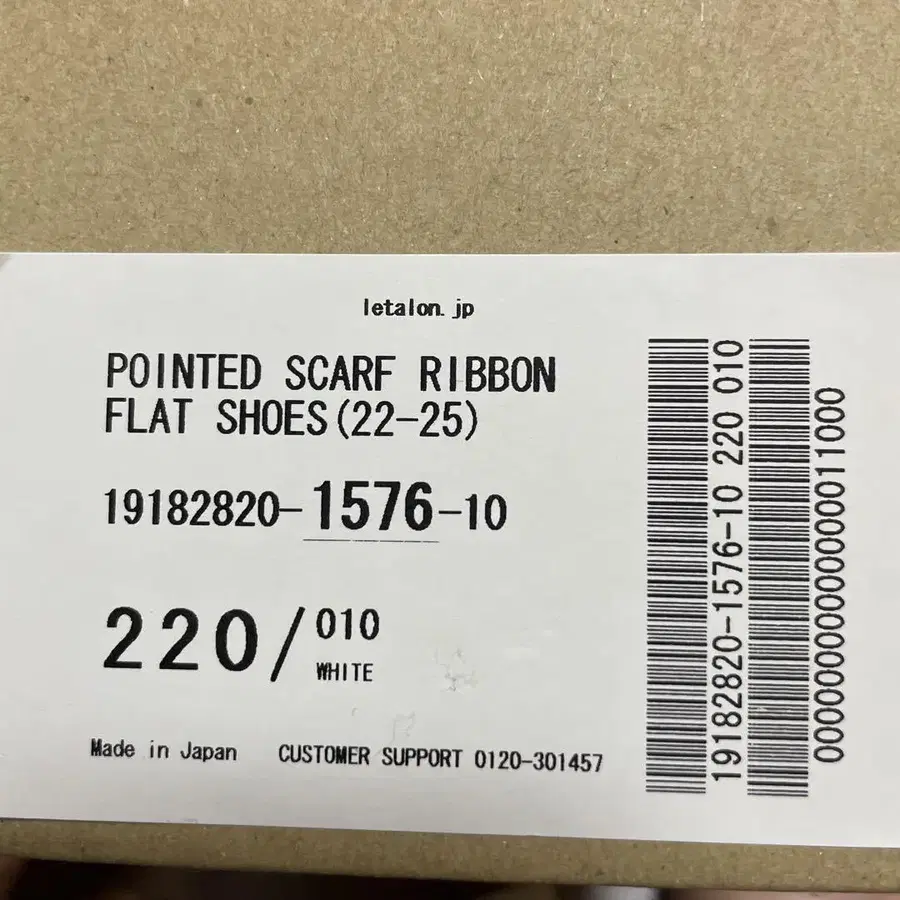 letalon.jp
POINTED SCARF RIBBON
FLAT SHOES(22-25)
19182820-1576-10
220/010
WHITE
Made in Japan CUSTOMER SUPPORT 0120-301457
19182820-1576-10 220 010